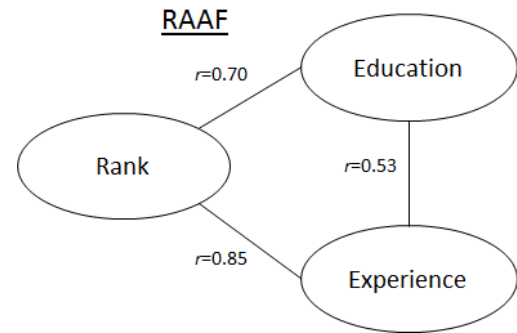 RAAF
r=0.70
Education
Rank
r=0.53
r=0.85
Experience